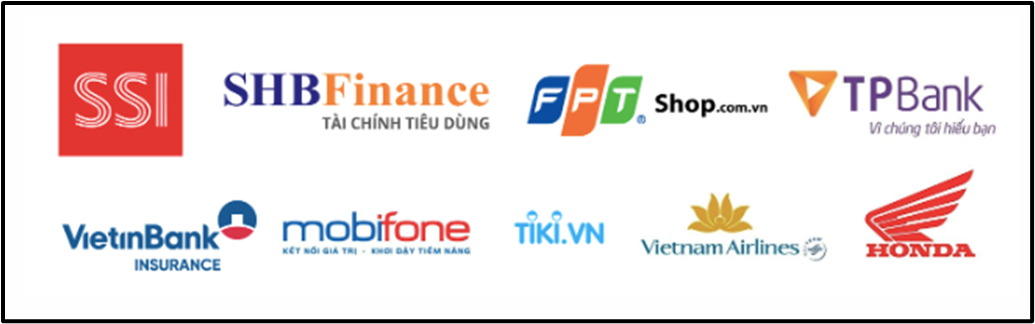 SSI
SHBFinance
TÀI CHÍNH TIÊU DÙNG
FPT® Shop.com.vn
TPBank
Vì chúng tôi hiểu bạn
VietinBank
INSURANCE
mobifone
KẾT NỐI GIÁ TRỊ - KHƠI DẬY TIỀM NĂNG
TiKi.VN
Vietnam Airlines
HONDA